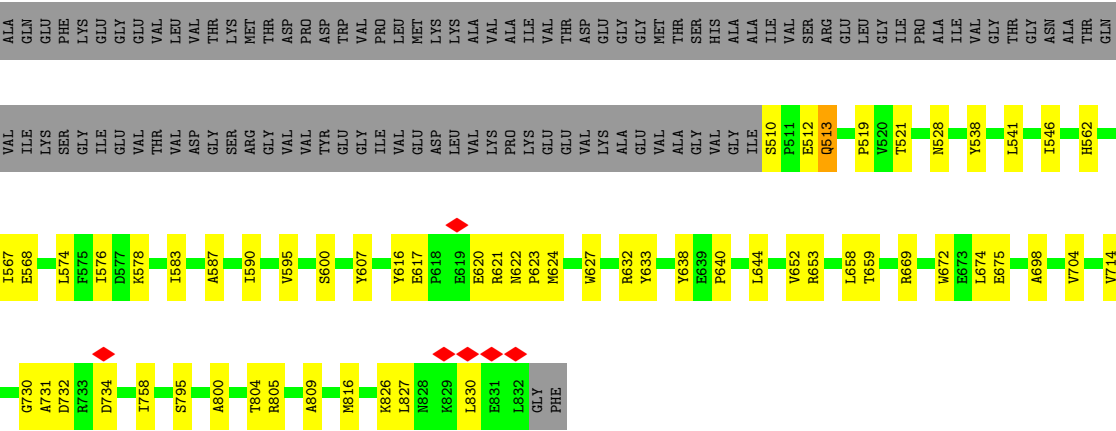 ALA GLN GLU PHE LYS GLU GLY GLU VAL LEU VAL THR LYS MET THR ASP PRO ASP TRP VAL PRO LEU MET LYS LYS ALA VAL ALA ILE VAL THR ASP GLU GLY GLY MET THR SER HIS ALA ALA ILE VAL SER ARG GLU LEU GLY ILE PRO ALA ILE VAL GLY THR GLY ASN ALA THR GLN
VAL ILE LYS SER GLY ILE GLU VAL THR VAL ASP GLY SER ARG GLY VAL VAL TYR GLU GLY ILE VAL GLU ASP LEU VAL LYS PRO LYS GLU GLU VAL LYS ALA GLU VAL ALA GLY VAL GLY ILE S510 P511 E512 Q513 P519 V520 T521 N528 Y538 L541 I546 H562
I567 E568 L574 F575 I576 D577 K578 I583 A587 I590 V595 S600 Y607 Y616 E617 P618 E619 E620 R621 N622 P623 M624 W627 R632 Y633 Y638 E639 P640 L644 V652 R653 L658 T659 R669 W672 E673 L674 E675 A698 V704 V714
G730 A731 D732 R733 D734 I758 S795 A800 T804 R805 A809 M816 K826 L827 N828 K829 L830 E831 L832 GLY PHE